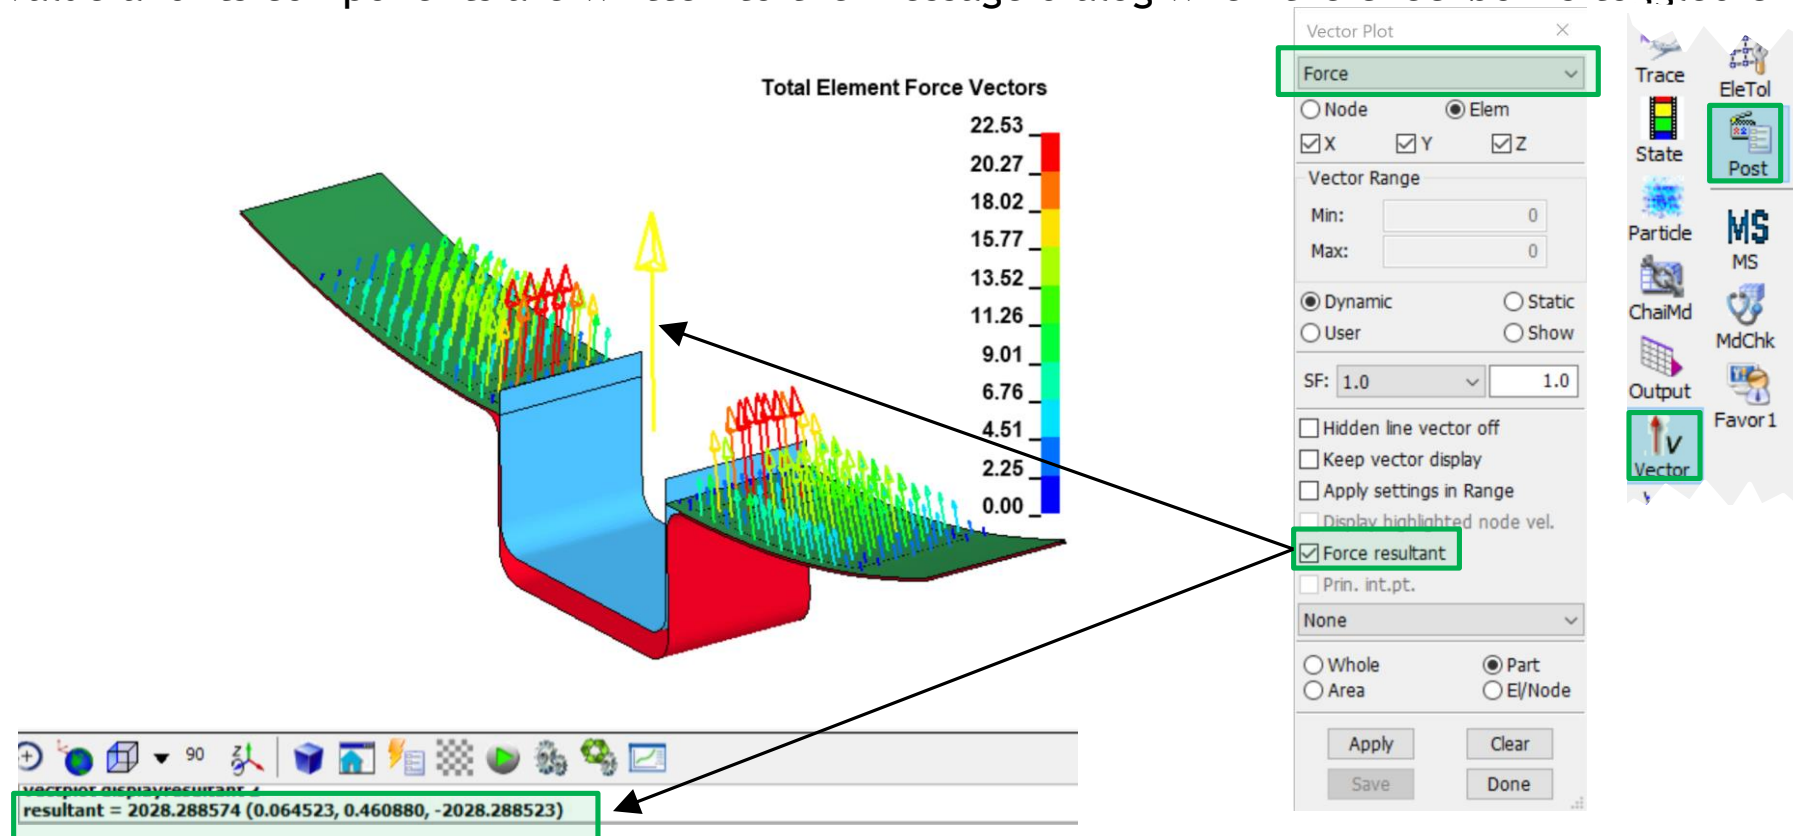 Total Element Force Vectors
22.53
20.27
18.02
15.77
13.52
11.26
9.01
6.76
4.51
2.25
0.00
Vector Plot
Force
Node Elem
X Y Z
Vector Range
Min: 0
Max: 0
Dynamic Static
User Show
SF: 1.0 1.0
Hidden line vector off
Keep vector display
Apply settings in Range
Display highlighted node vel.
Force resultant
Prin. int.pt.
None
Whole Part
Area El/Node
Apply Clear
Save Done
Trace
State
Particle
ChaiMd
Output
Vector
EleTol
Post
MS
MS
MdChk
Favor1
90
resultant = 2028.288574 (0.064523, 0.460880, -2028.288523)